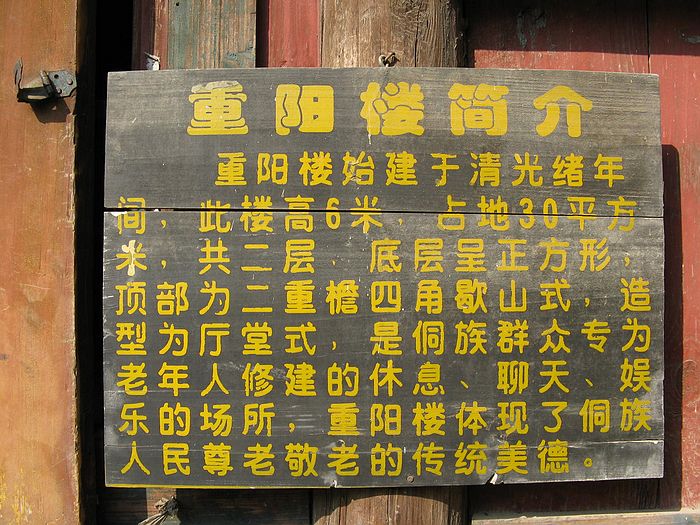 重阳楼简介
重阳楼始建于清光绪年
间，此楼高6米，占地30平方
米，共二层，底层呈正方形，
顶部为二重檐四角歇山式，造
型为厅堂式，是侗族群众专为
老年人修建的休息、聊天、娱
乐的场所，重阳楼体现了侗族
人民尊老敬老的传统美德。